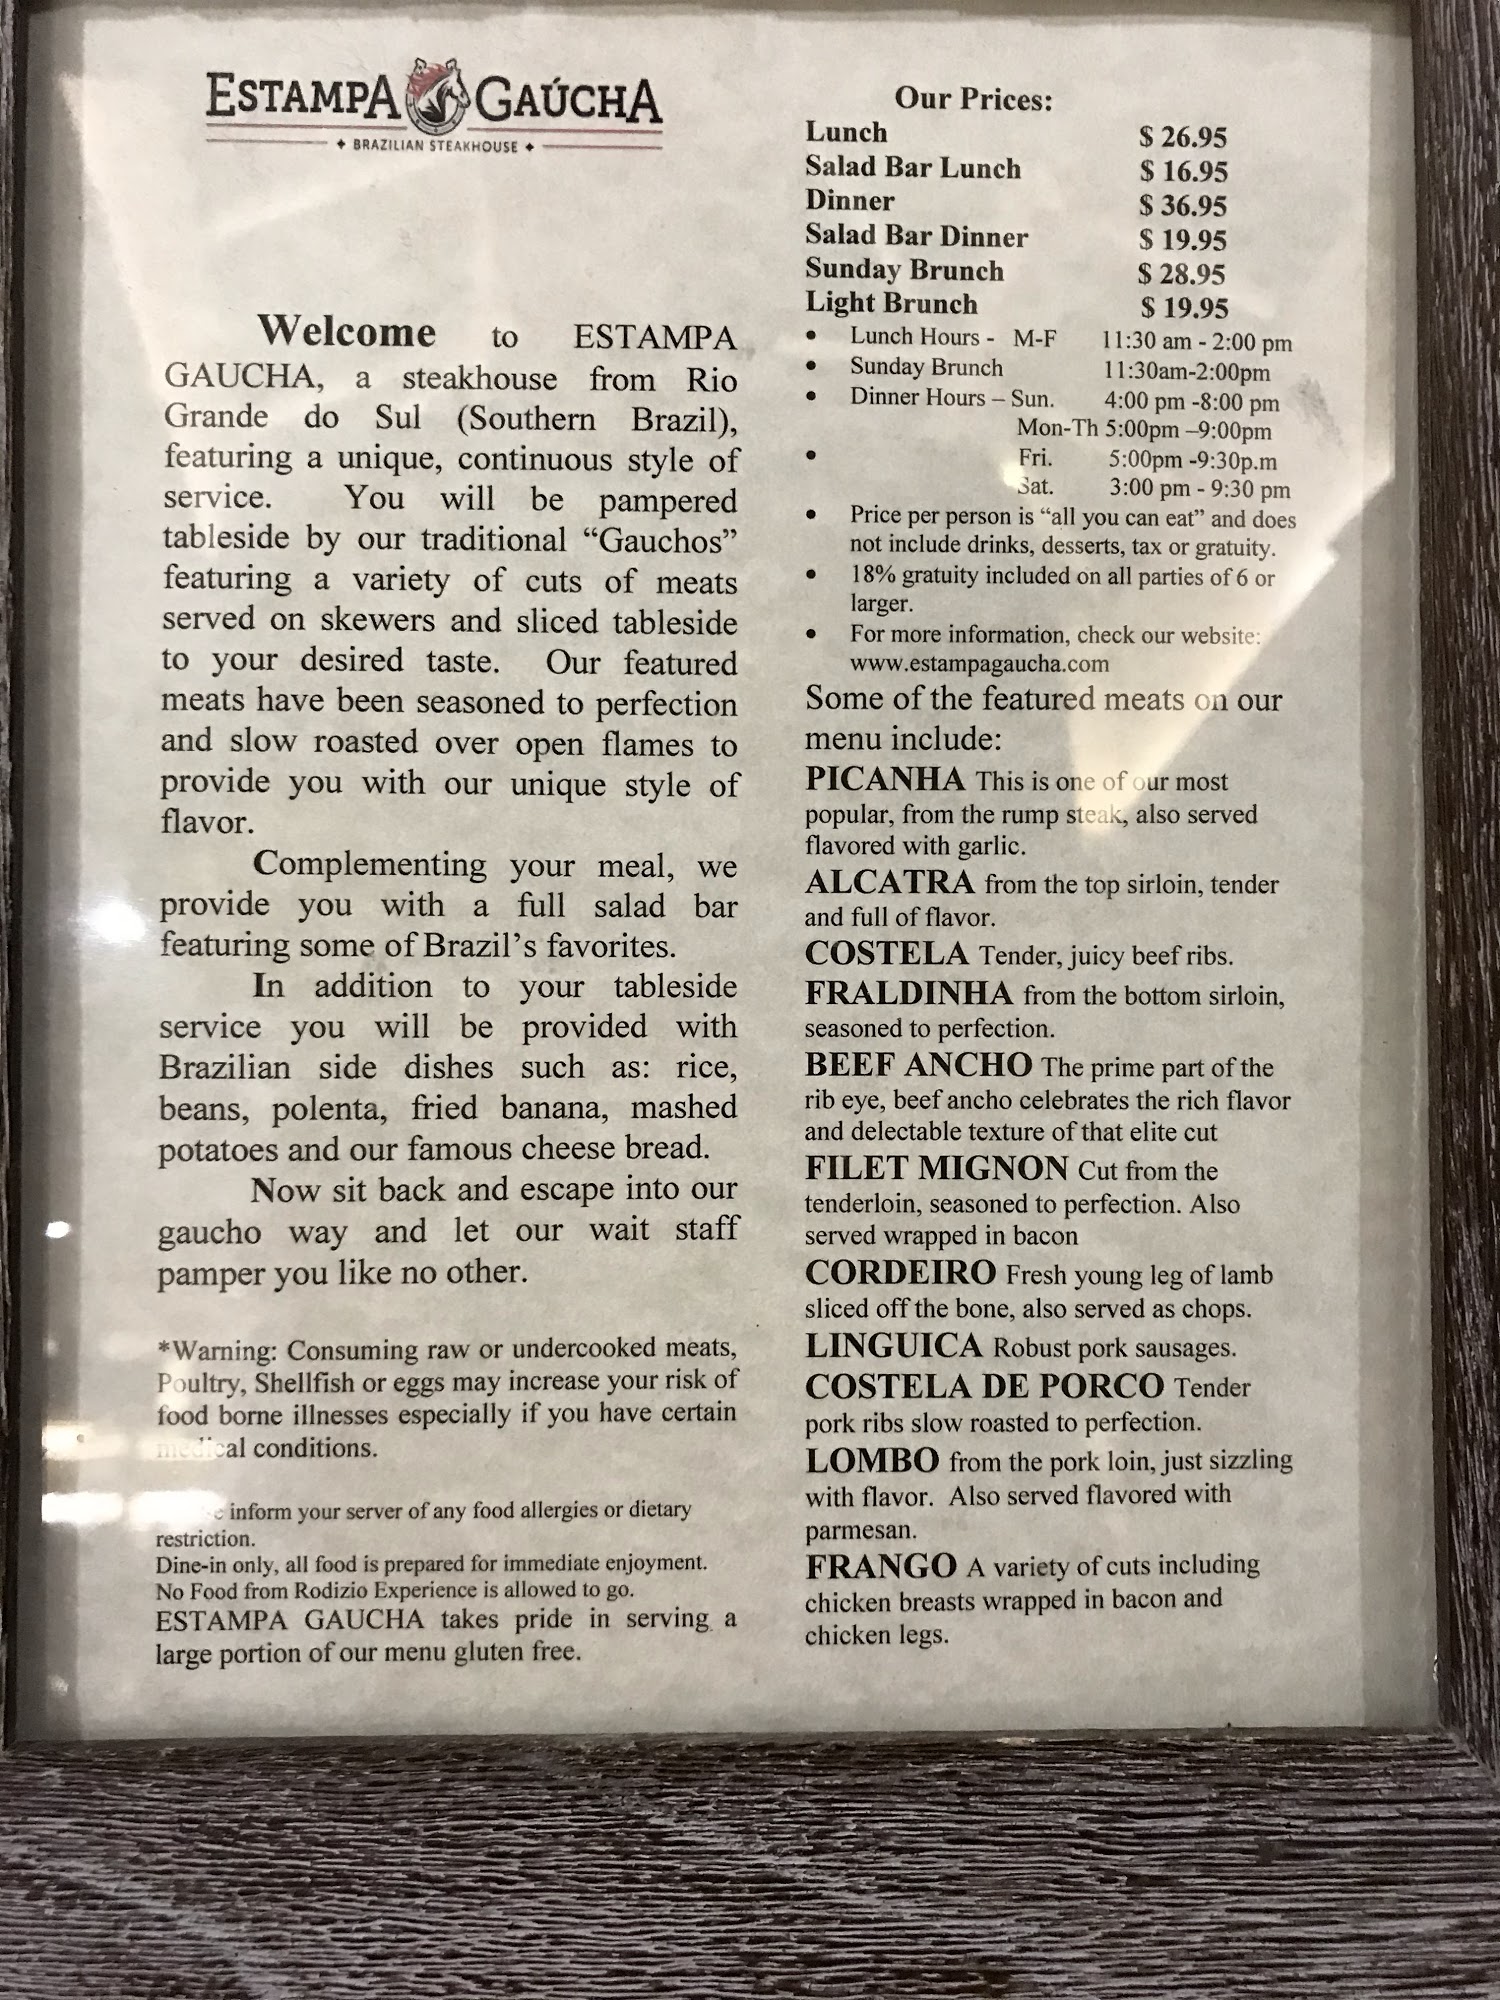 ESTAMPA GAÚCHA
BRAZILIAN STEAKHOUSE
Welcome to ESTAMPA
GAUCHA, a steakhouse from Rio
Grande do Sul (Southern Brazil),
featuring a unique, continuous style of
service. You will be pampered
tableside by our traditional “Gauchos”
featuring a variety of cuts of meats
served on skewers and sliced tableside
to your desired taste. Our featured
meats have been seasoned to perfection
and slow roasted over open flames to
provide you with our unique style of
flavor.
Complementing your meal, we
provide you with a full salad bar
featuring some of Brazil’s favorites.
In addition to your tableside
service you will be provided with
Brazilian side dishes such as: rice,
beans, polenta, fried banana, mashed
potatoes and our famous cheese bread.
Now sit back and escape into our
gaucho way and let our wait staff
pamper you like no other.
*Warning: Consuming raw or undercooked meats,
Poultry, Shellfish or eggs may increase your risk of
food borne illnesses especially if you have certain
medical conditions.
inform your server of any food allergies or dietary
restriction.
Dine-in only, all food is prepared for immediate enjoyment.
No Food from Rodizio Experience is allowed to go.
ESTAMPA GAUCHA takes pride in serving a
large portion of our menu gluten free.
Our Prices:
Lunch $ 26.95
Salad Bar Lunch $ 16.95
Dinner $ 36.95
Salad Bar Dinner $ 19.95
Sunday Brunch $ 28.95
Light Brunch $ 19.95
• Lunch Hours - M-F 11:30 am - 2:00 pm
• Sunday Brunch 11:30am-2:00pm
• Dinner Hours – Sun. 4:00 pm -8:00 pm
Mon-Th 5:00pm –9:00pm
• Fri. 5:00pm -9:30p.m
Sat. 3:00 pm - 9:30 pm
• Price per person is “all you can eat” and does
not include drinks, desserts, tax or gratuity.
• 18% gratuity included on all parties of 6 or
larger.
• For more information, check our website:
www.estampagaucha.com
Some of the featured meats on our
menu include:
PICANHA This is one of our most
popular, from the rump steak, also served
flavored with garlic.
ALCATRA from the top sirloin, tender
and full of flavor.
COSTELA Tender, juicy beef ribs.
FRALDINHA from the bottom sirloin,
seasoned to perfection.
BEEF ANCHO The prime part of the
rib eye, beef ancho celebrates the rich flavor
and delectable texture of that elite cut
FILET MIGNON Cut from the
tenderloin, seasoned to perfection. Also
served wrapped in bacon
CORDEIRO Fresh young leg of lamb
sliced off the bone, also served as chops.
LINGUICA Robust pork sausages.
COSTELA DE PORCO Tender
pork ribs slow roasted to perfection.
LOMBO from the pork loin, just sizzling
with flavor. Also served flavored with
parmesan.
FRANGO A variety of cuts including
chicken breasts wrapped in bacon and
chicken legs.